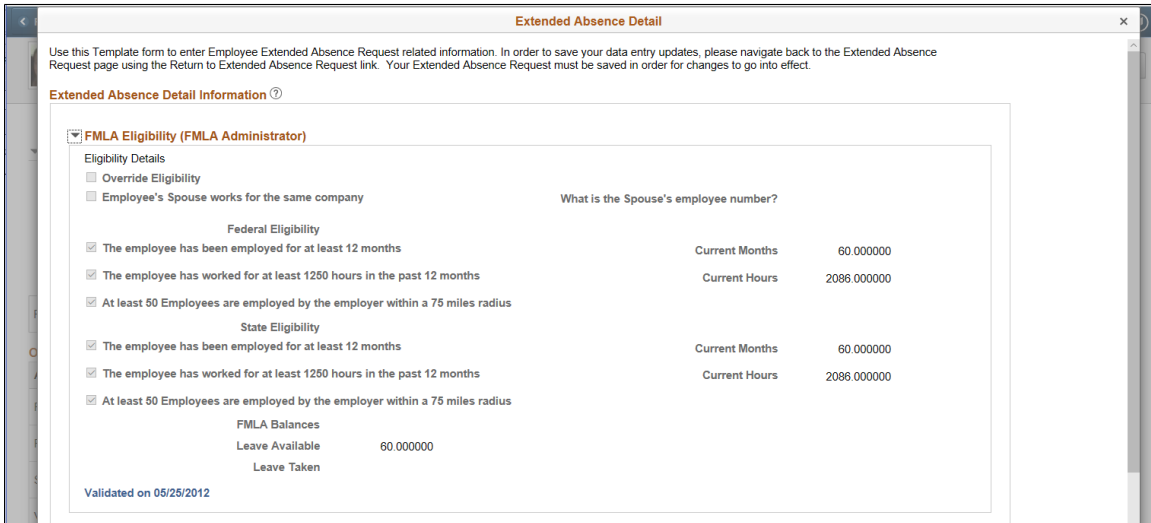 Extended Absence Detail
Use this Template form to enter Employee Extended Absence Request related information. In order to save your data entry updates, please navigate back to the Extended Absence
Request page using the Return to Extended Absence Request link. Your Extended Absence Request must be saved in order for changes to go into effect.
Extended Absence Detail Information
FMLA Eligibility (FMLA Administrator)
Eligibility Details
Override Eligibility
Employee's Spouse works for the same company What is the Spouse's employee number?
Federal Eligibility
The employee has been employed for at least 12 months Current Months 60.000000
The employee has worked for at least 1250 hours in the past 12 months Current Hours 2086.000000
At least 50 Employees are employed by the employer within a 75 miles radius
State Eligibility
The employee has been employed for at least 12 months Current Months 60.000000
The employee has worked for at least 1250 hours in the past 12 months Current Hours 2086.000000
At least 50 Employees are employed by the employer within a 75 miles radius
FMLA Balances
Leave Available 60.000000
Leave Taken
Validated on 05/25/2012